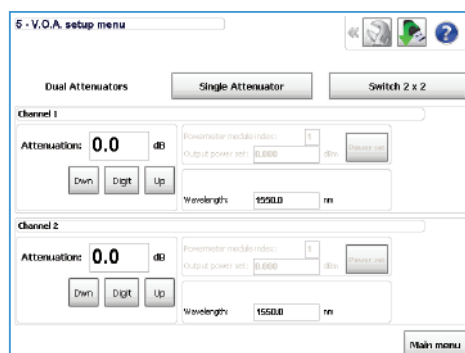 5 - V.O.A. setup menu
Dual Attenuators Single Attenuator Switch 2 x 2
Channel 1
Attenuation: 0.0 dB
Powermeter module index: 1
Output power set: 0.000 dBm Power set
Dwn Digit Up
Wavelength: 1550.0 nm
Channel 2
Attenuation: 0.0 dB
Powermeter module index: 1
Output power set: 0.000 dBm Power set
Dwn Digit Up
Wavelength: 1550.0 nm
Main menu